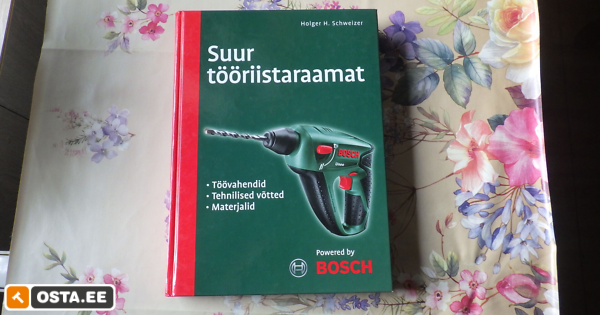 Holger H. Schweizer
Suur
tööriistaraamat
BOSCH
• Töövahendid
• Tehnilised võtted
• Materjalid
Powered by
BOSCH
OSTA.EE